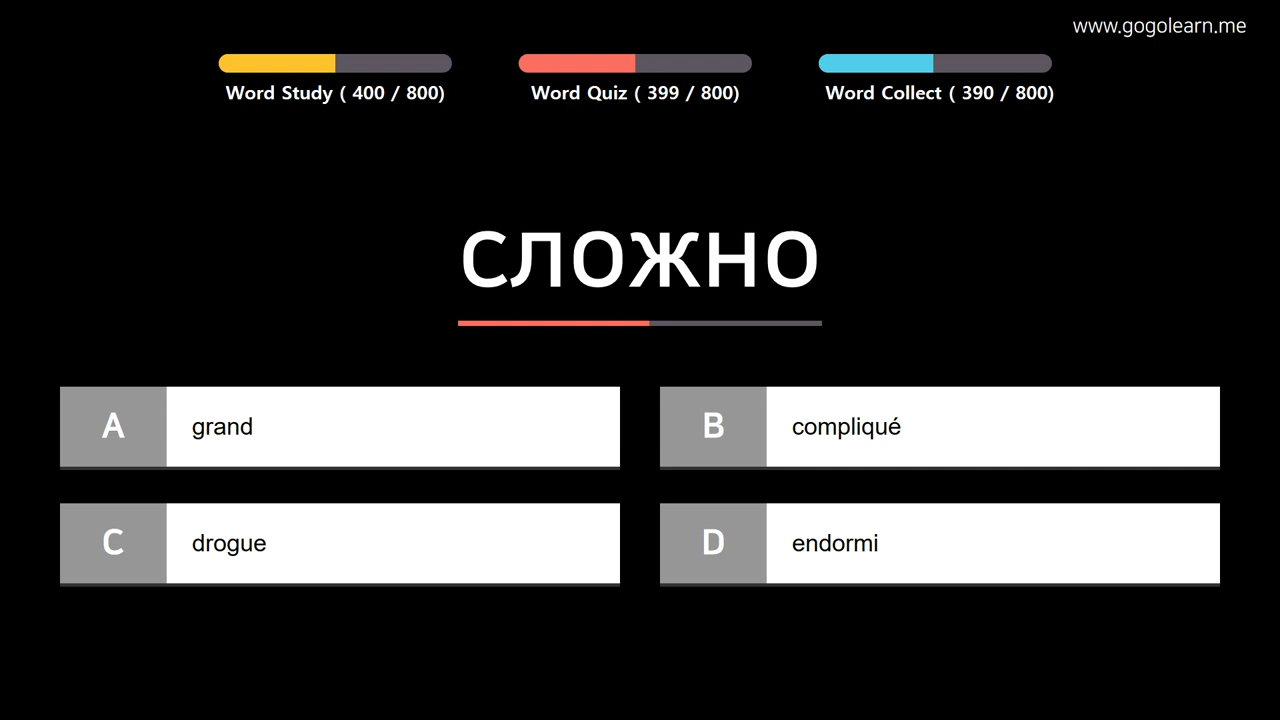 www.gogolearn.me
Word Study ( 400 / 800)
Word Quiz ( 399 / 800)
Word Collect ( 390 / 800)
сложно
A grand
B compliqué
C drogue
D endormi